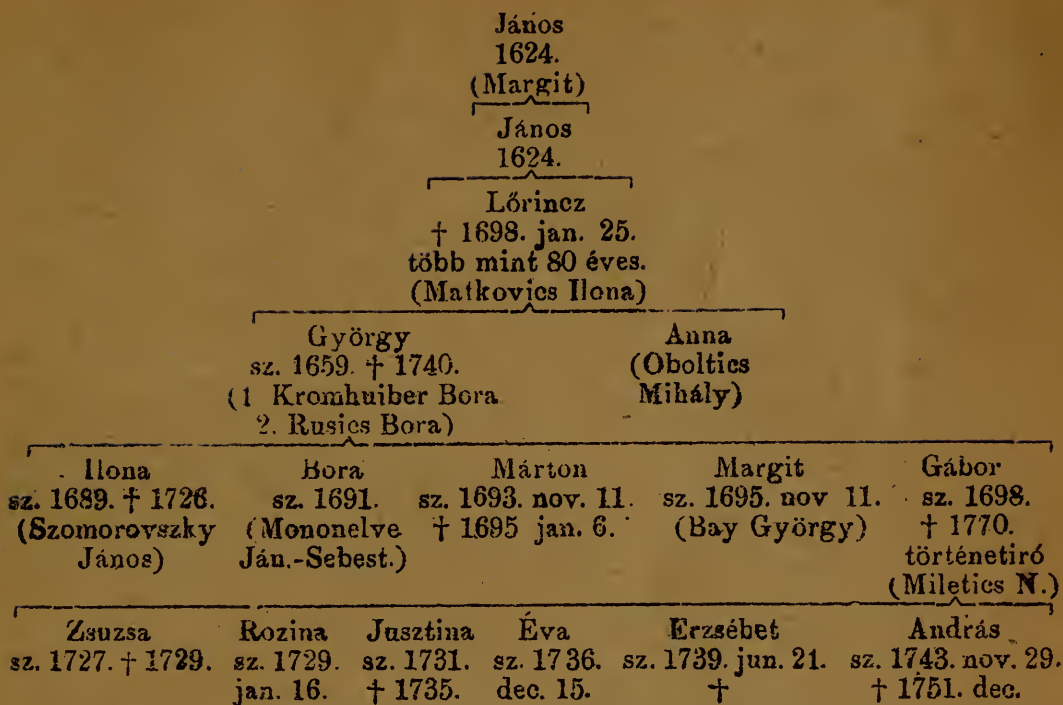 János
1624.
(Margit)
János
1624.
Lőrincz
† 1698. jan. 25.
több mint 80 éves.
(Matkovics Ilona)
György Anna
sz. 1659. † 1740. (Oboltics
(1 Kromhuiber Bora Mihály)
2. Rusics Bora)
Ilona Bora Márton Margit Gábor
sz. 1689. † 1726. sz. 1691. sz. 1693. nov. 11. sz. 1695. nov 11. sz. 1698.
(Szomorovszky (Mononelve † 1695 jan. 6. (Bay György) † 1770.
János) Ján.-Sebest.) történetiró
(Miletics N.)
Zsuzsa Rozina Jusztina Éva Erzsébet András
sz. 1727. † 1729. sz. 1729. sz. 1731. sz. 1736. sz. 1739. jun. 21. sz. 1743. nov. 29.
jan. 16. † 1735. dec. 15. † † 1751. dec.